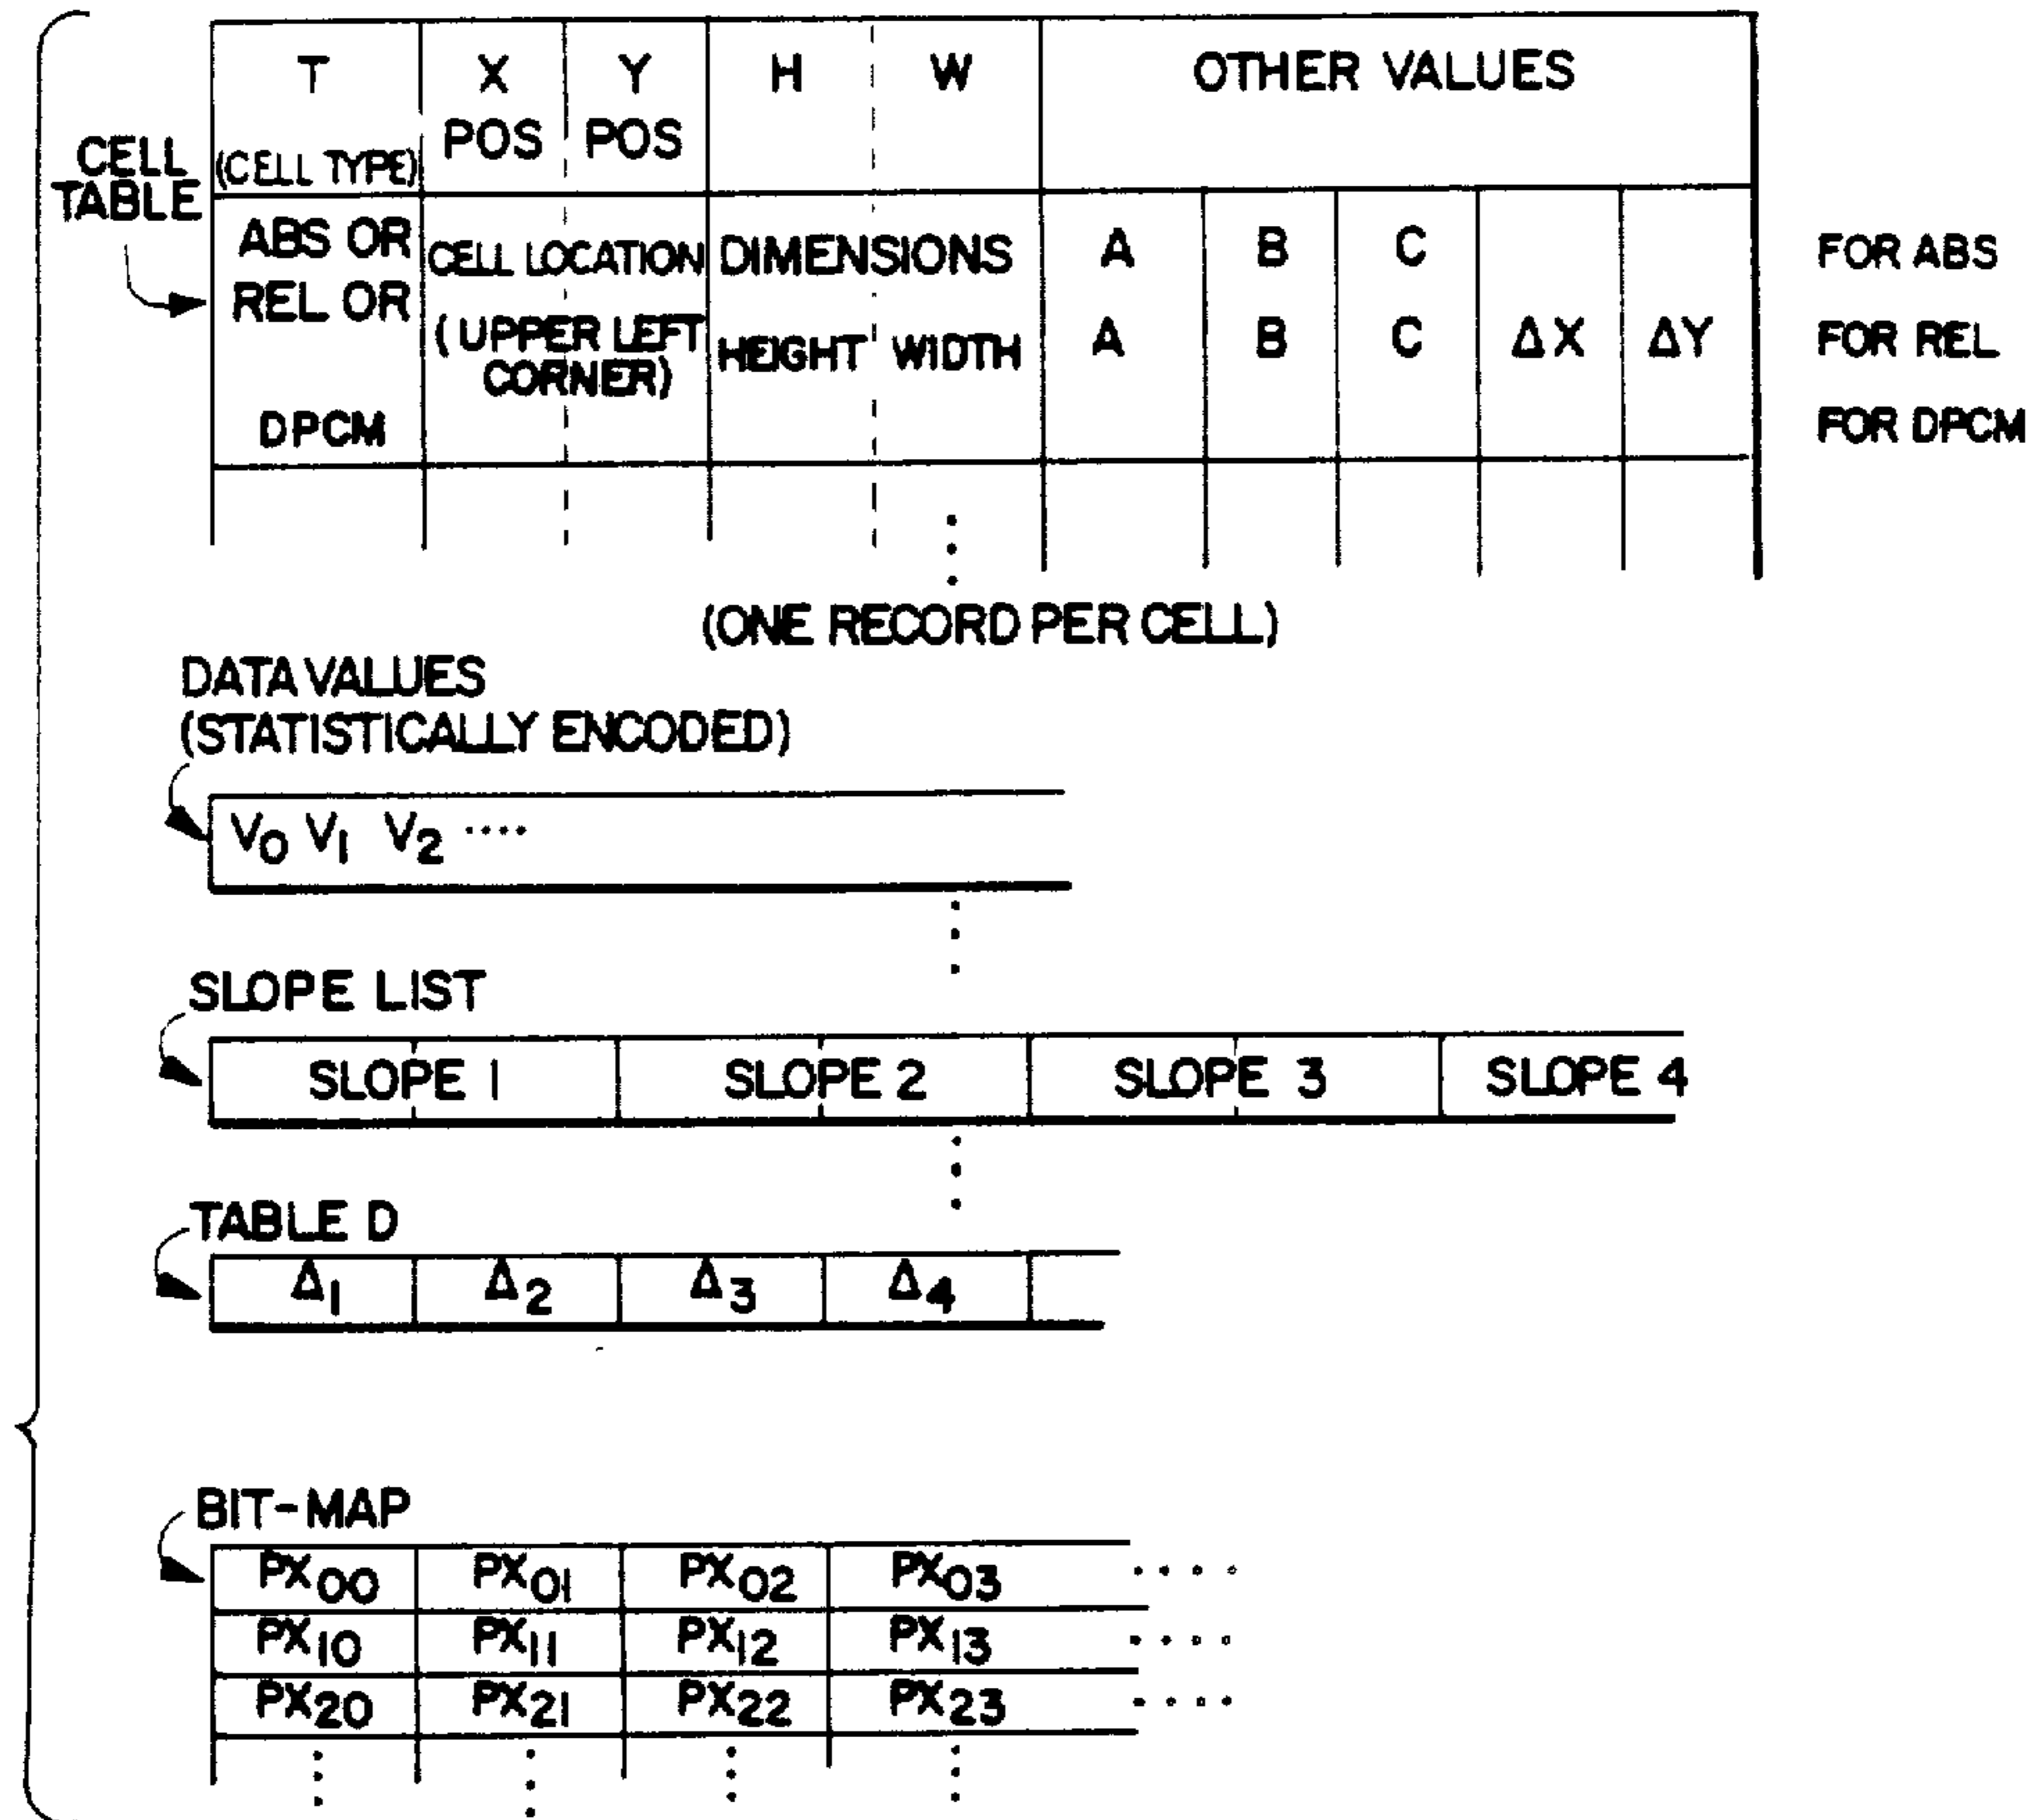 T X Y H W OTHER VALUES
(CELL TYPE) POS POS
CELL TABLE
ABS OR CELL LOCATION DIMENSIONS A B C FOR ABS
REL OR (UPPER LEFT CORNER) HEIGHT WIDTH A B C ΔX ΔY FOR REL
DPCM FOR DPCM
(ONE RECORD PER CELL)
DATA VALUES
(STATISTICALLY ENCODED)
V0 V1 V2 ····
SLOPE LIST
SLOPE 1 SLOPE 2 SLOPE 3 SLOPE 4
TABLE D
Δ1 Δ2 Δ3 Δ4
BIT-MAP
PX00 PX01 PX02 PX03 ····
PX10 PX11 PX12 PX13 ····
PX20 PX21 PX22 PX23 ····